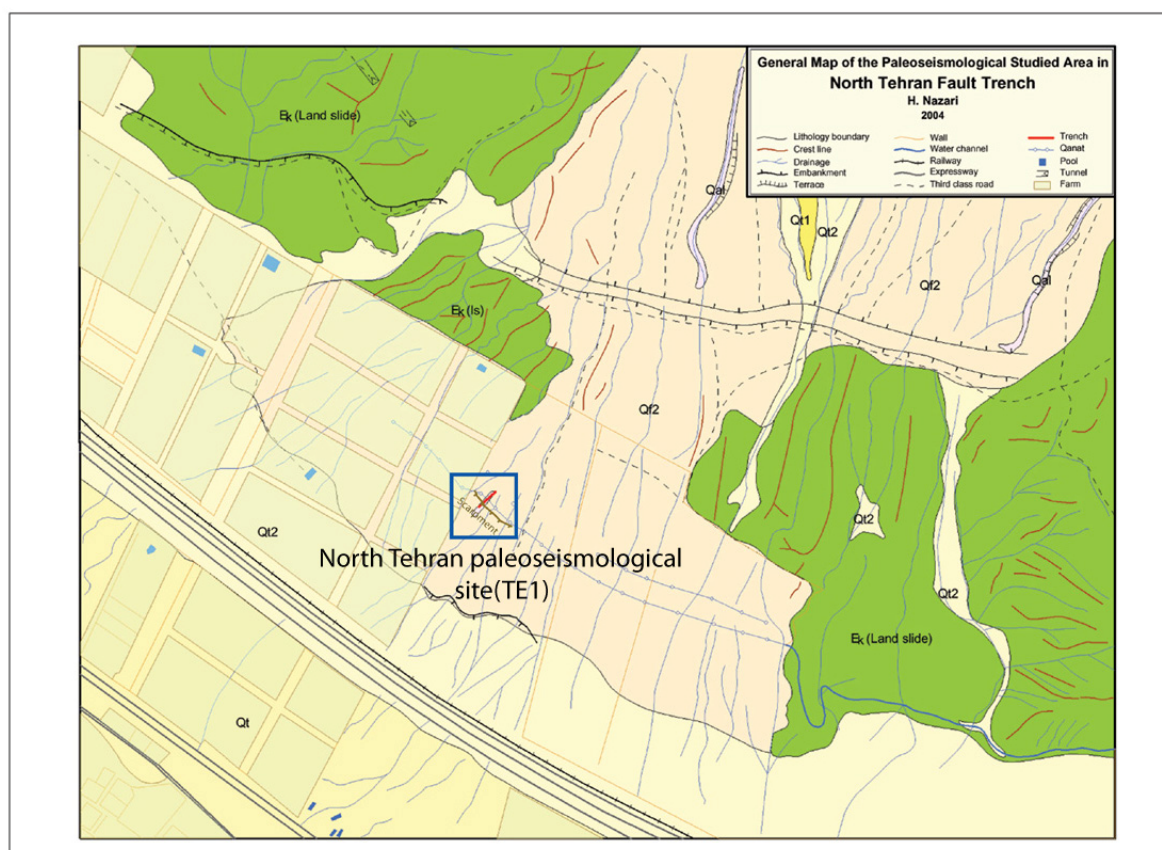 General Map of the Paleoseismological Studied Area in
North Tehran Fault Trench
H. Nazari
2004
Lithology boundary
Crest line
Drainage
Embankment
Terrace
Wall
Water channel
Railway
Expressway
Third class road
Trench
Qanat
Pool
Tunnel
Farm
Ek (Land slide)
Qal
Qt1
Qt2
Qf2
Qal
Ek (ls)
Qf2
Scarpment
Qt2
Qt2
North Tehran paleoseismological
site(TE1)
Qt2
Ek (Land slide)
Qt